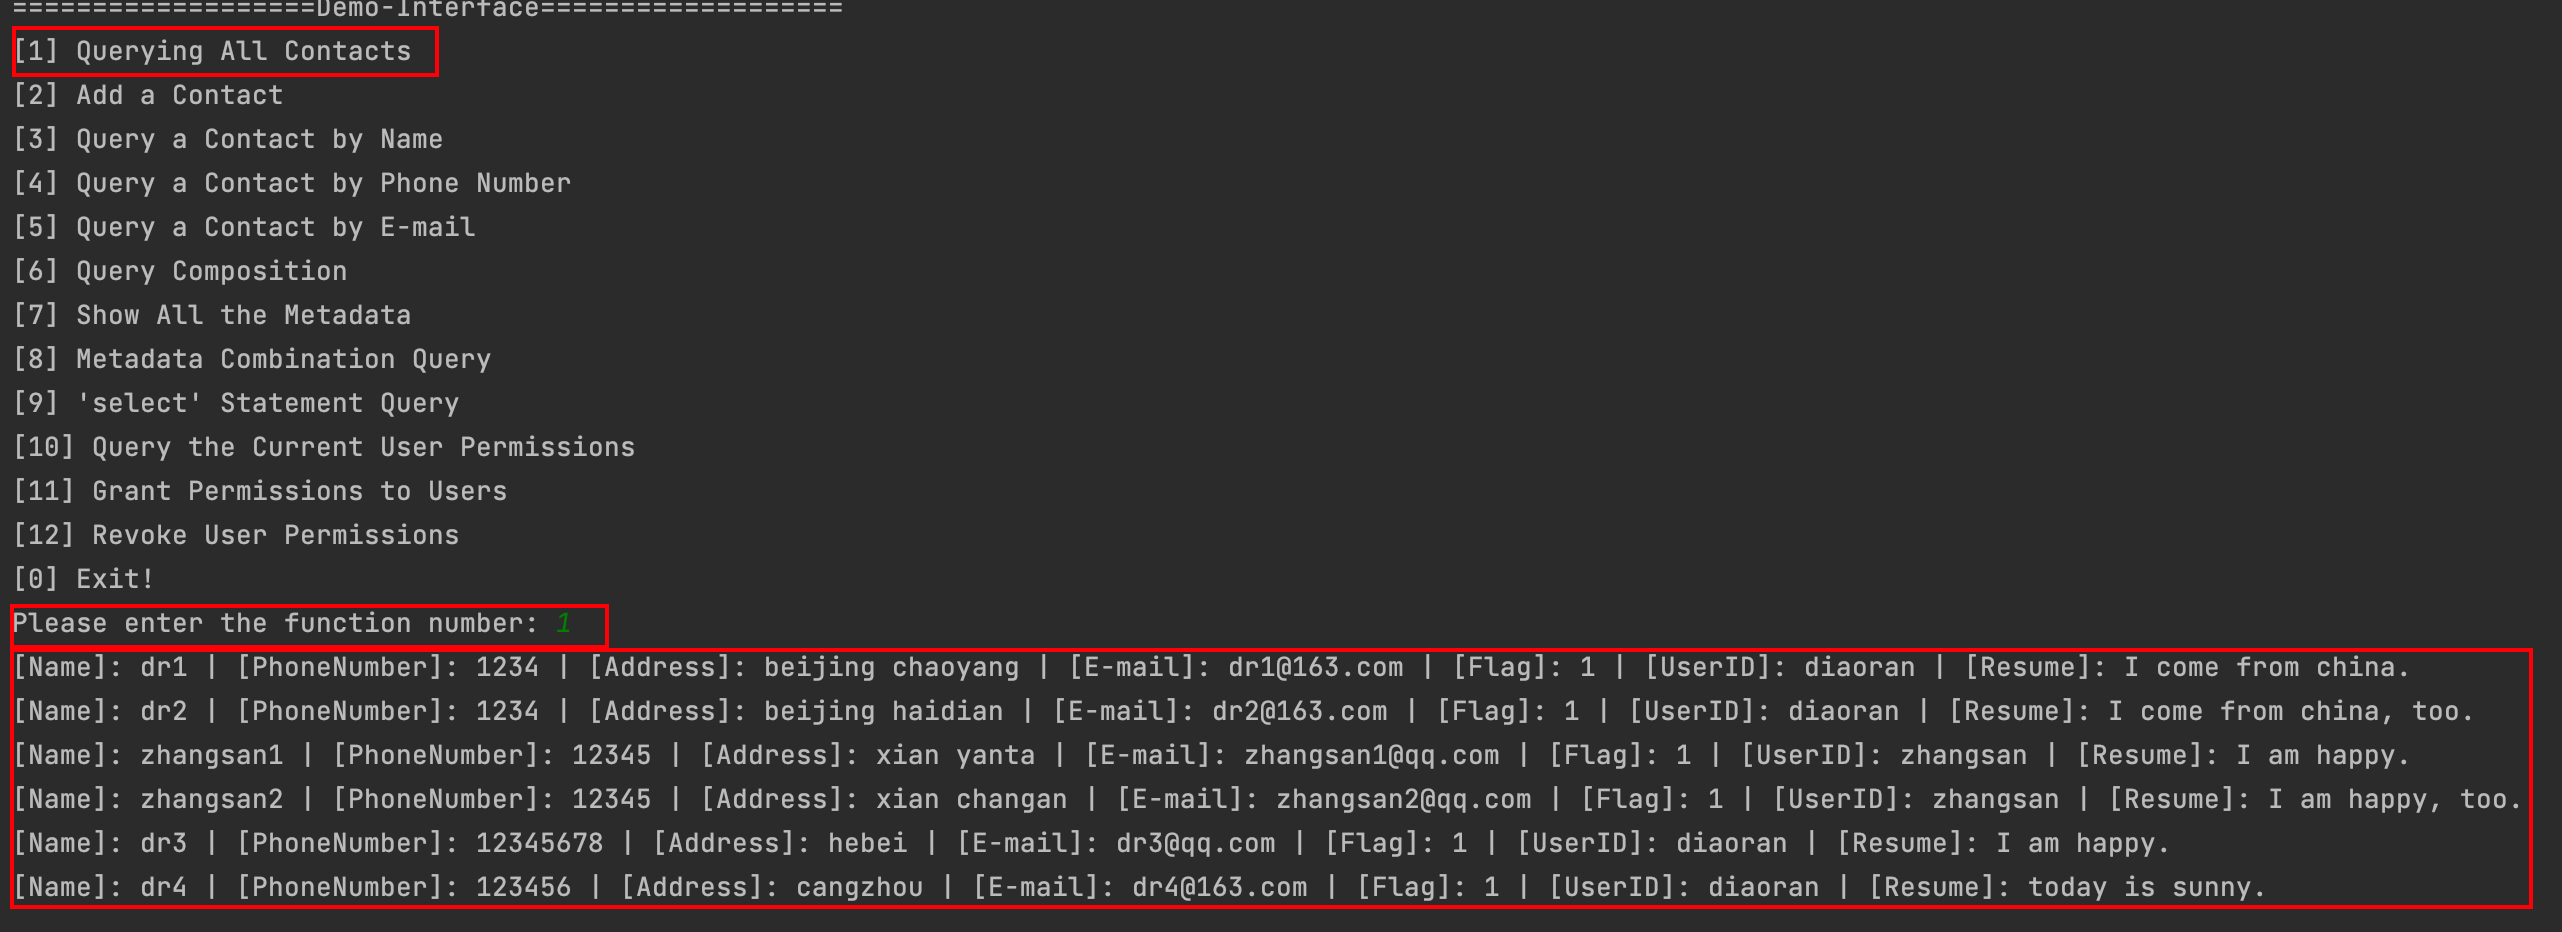 ===================Demo-Interface===================
[1] Querying All Contacts
[2] Add a Contact
[3] Query a Contact by Name
[4] Query a Contact by Phone Number
[5] Query a Contact by E-mail
[6] Query Composition
[7] Show All the Metadata
[8] Metadata Combination Query
[9] 'select' Statement Query
[10] Query the Current User Permissions
[11] Grant Permissions to Users
[12] Revoke User Permissions
[0] Exit!
Please enter the function number: 1
[Name]: dr1 | [PhoneNumber]: 1234 | [Address]: beijing chaoyang | [E-mail]: dr1@163.com | [Flag]: 1 | [UserID]: diaoran | [Resume]: I come from china.
[Name]: dr2 | [PhoneNumber]: 1234 | [Address]: beijing haidian | [E-mail]: dr2@163.com | [Flag]: 1 | [UserID]: diaoran | [Resume]: I come from china, too.
[Name]: zhangsan1 | [PhoneNumber]: 12345 | [Address]: xian yanta | [E-mail]: zhangsan1@qq.com | [Flag]: 1 | [UserID]: zhangsan | [Resume]: I am happy.
[Name]: zhangsan2 | [PhoneNumber]: 12345 | [Address]: xian changan | [E-mail]: zhangsan2@qq.com | [Flag]: 1 | [UserID]: zhangsan | [Resume]: I am happy, too.
[Name]: dr3 | [PhoneNumber]: 12345678 | [Address]: hebei | [E-mail]: dr3@qq.com | [Flag]: 1 | [UserID]: diaoran | [Resume]: I am happy.
[Name]: dr4 | [PhoneNumber]: 123456 | [Address]: cangzhou | [E-mail]: dr4@163.com | [Flag]: 1 | [UserID]: diaoran | [Resume]: today is sunny.